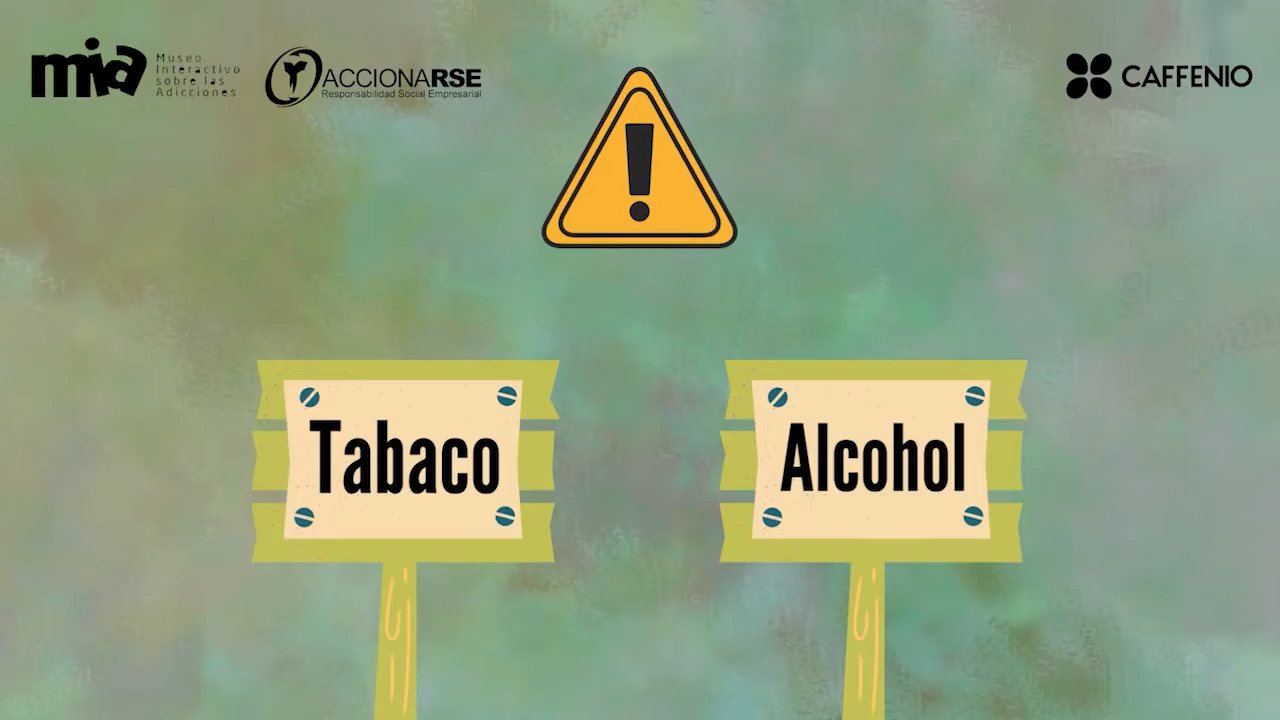 mia
Museo
Interactivo
sobre las
Adicciones
ACCIONARSE
Responsabilidad Social Empresarial
CAFFENIO
!
Tabaco
Alcohol